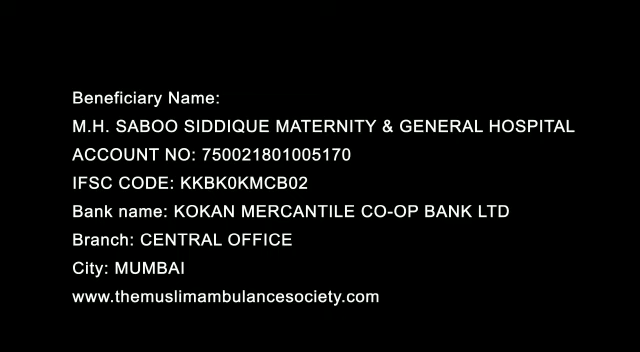 Beneficiary Name:
M.H. SABOO SIDDIQUE MATERNITY & GENERAL HOSPITAL
ACCOUNT NO: 750021801005170
IFSC CODE: KKBK0KMCB02
Bank name: KOKAN MERCANTILE CO-OP BANK LTD
Branch: CENTRAL OFFICE
City: MUMBAI
www.themuslimambulancesociety.com